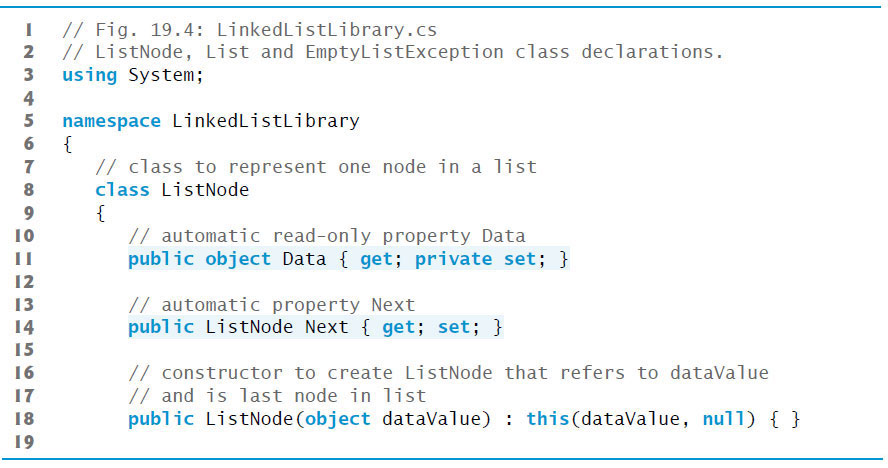 1 // Fig. 19.4: LinkedListLibrary.cs
2 // ListNode, List and EmptyListException class declarations.
3 using System;
4
5 namespace LinkedListLibrary
6 {
7 // class to represent one node in a list
8 class ListNode
9 {
10 // automatic read-only property Data
11 public object Data { get; private set; }
12
13 // automatic property Next
14 public ListNode Next { get; set; }
15
16 // constructor to create ListNode that refers to dataValue
17 // and is last node in list
18 public ListNode(object dataValue) : this(dataValue, null) { }
19